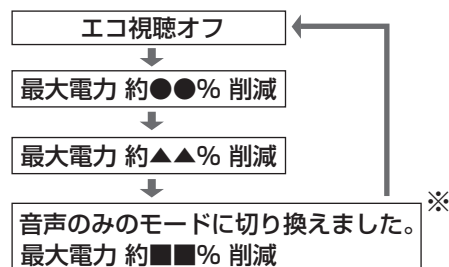 エコ視聴オフ
最大電力 約●●% 削減
最大電力 約▲▲% 削減
※
音声のみのモードに切り換えました。
最大電力 約■■% 削減